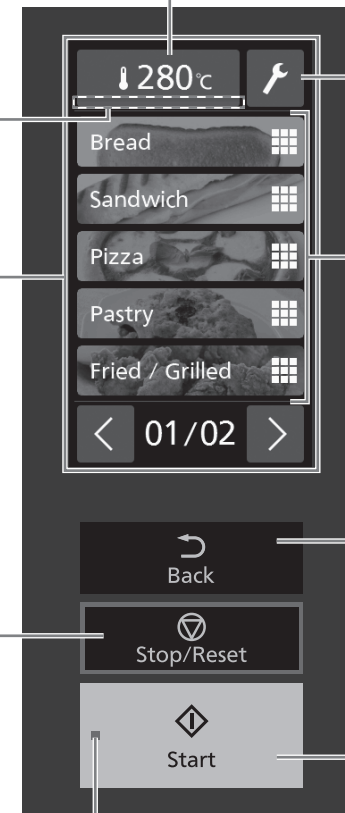 280℃
Bread
Sandwich
Pizza
Pastry
Fried / Grilled
01/02
Back
Stop/Reset
Start